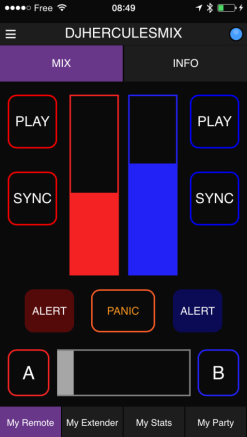 Free 08:49
DJHERCULESMIX
MIX INFO
PLAY PLAY
SYNC SYNC
ALERT PANIC ALERT
A B
My Remote My Extender My Stats My Party